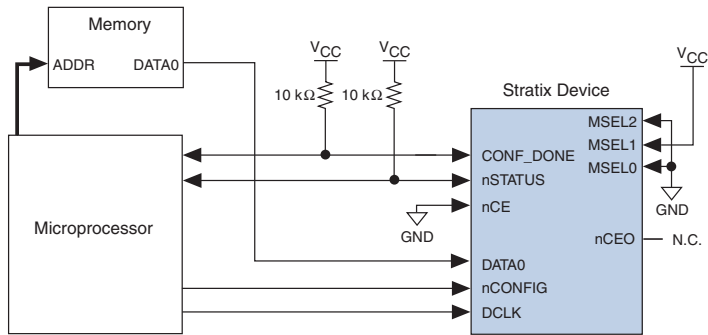 Memory
ADDR DATA0
VCC VCC
10 kΩ 10 kΩ
VCC
Stratix Device
MSEL2
MSEL1
MSEL0
CONF_DONE
nSTATUS
nCE
GND
GND
Microprocessor
nCEO N.C.
DATA0
nCONFIG
DCLK